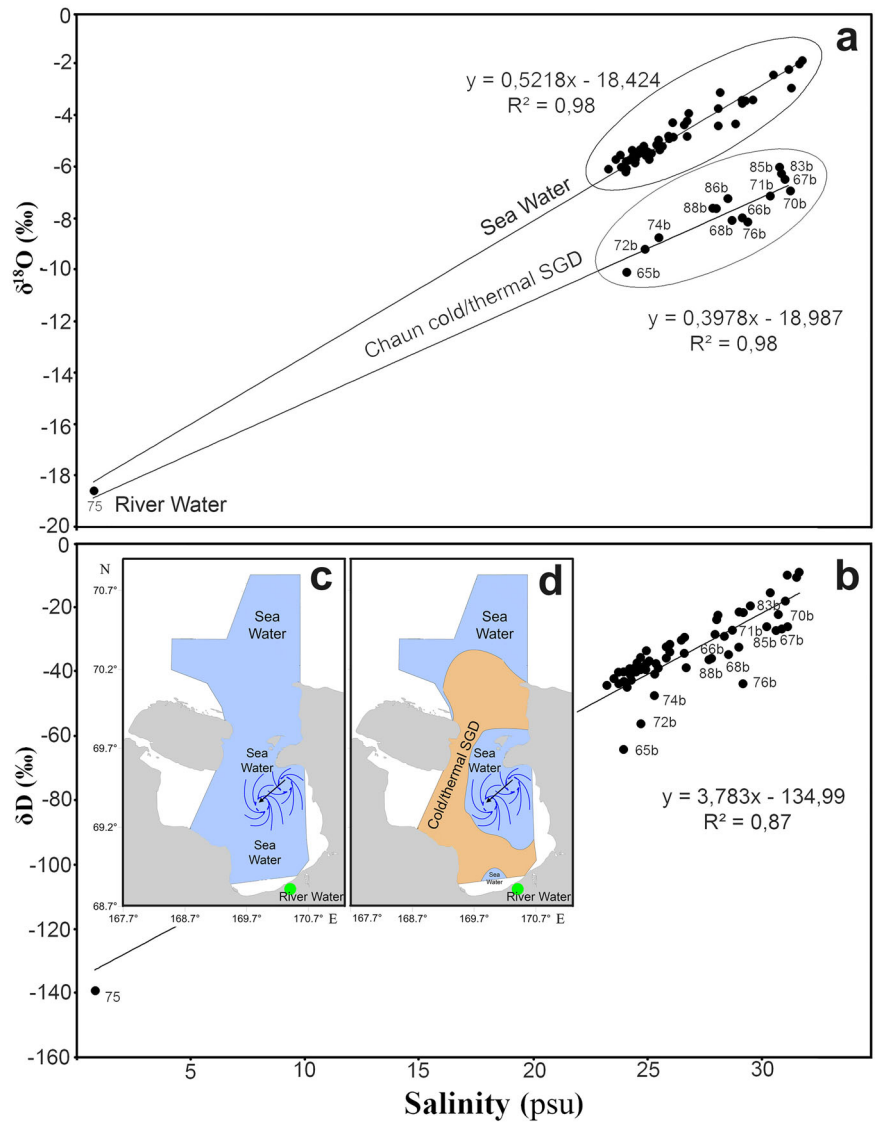 a
y = 0,5218x - 18,424
R² = 0,98
Sea Water
Chaun cold/thermal SGD
85b 83b
86b 71b 67b
88b 66b 70b
74b 68b 76b
72b
65b
y = 0,3978x - 18,987
R² = 0,98
75 River Water
δ¹⁸O (‰)
0
-2
-4
-6
-8
-10
-12
-14
-16
-18
-20
b
83b
70b
71b
66b 85b 67b
88b 68b
76b
74b
72b
65b
y = 3,783x - 134,99
R² = 0,87
75
δD (‰)
0
-20
-40
-60
-80
-100
-120
-140
-160
c
N
70.7°
70.2°
69.7°
69.2°
68.7°
Sea
Water
Sea
Water
Sea
Water
River Water
167.7° 168.7° 169.7° 170.7° E
d
Sea
Water
Cold/thermal SGD
Sea
Water
Sea
Water
River Water
167.7° 168.7° 169.7° 170.7° E
5 10 15 20 25 30
Salinity (psu)